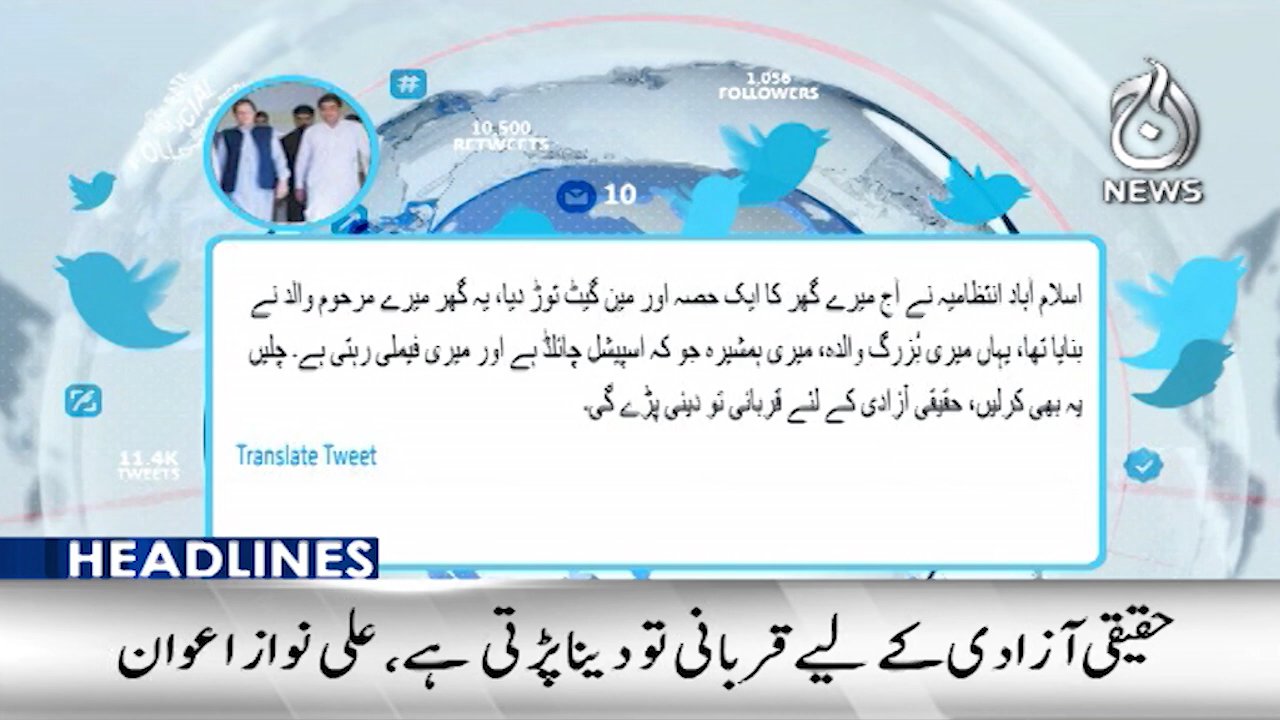 #
1,056
FOLLOWERS
10,500
RETWEETS
10
NEWS
اسلام آباد انتظامیہ نے آج میرے گھر کا ایک حصہ اور مین گیٹ توڑ دیا، یہ گھر میرے مرحوم والد نے
بنایا تھا، یہاں میری بُزرگ والدہ، میری ہمشیرہ جو کہ اسپیشل چائلڈ ہے اور میری فیملی رہتی ہے۔ چلیں
یہ بھی کرلیں، حقیقی آزادی کے لئے قربانی تو دینی پڑے گی۔
Translate Tweet
11.4K
TWEETS
HEADLINES
حقیقی آزادی کے لیے قربانی تو دینا پڑتی ہے، علی نواز اعوان